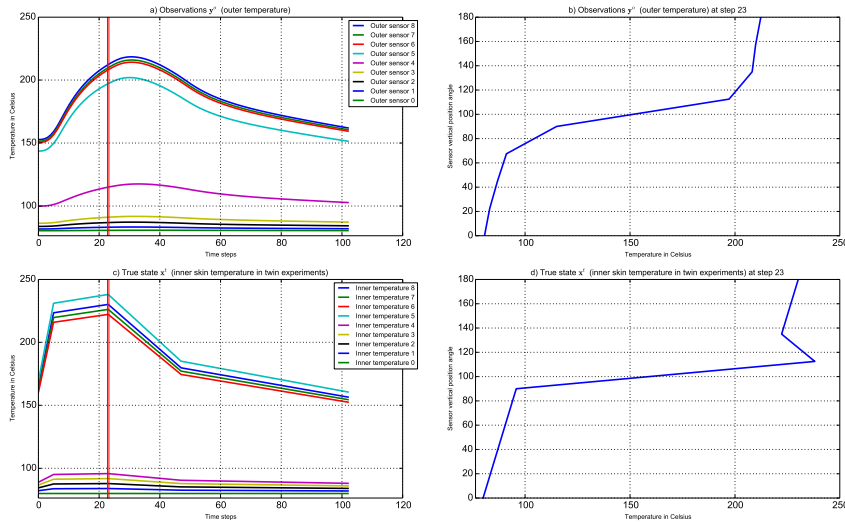 a) Observations y° (outer temperature)
Temperature in Celsius
250
200
150
100
0
20
40
60
80
100
120
Time steps
Outer sensor 8
Outer sensor 7
Outer sensor 6
Outer sensor 5
Outer sensor 4
Outer sensor 3
Outer sensor 2
Outer sensor 1
Outer sensor 0
b) Observations y° (outer temperature) at step 23
Sensor vertical position angle
180
160
140
120
100
80
60
40
20
0
100
150
200
250
Temperature in Celsius
c) True state xᵗ (inner skin temperature in twin experiments)
Temperature in Celsius
250
200
150
100
0
20
40
60
80
100
120
Time steps
Inner temperature 8
Inner temperature 7
Inner temperature 6
Inner temperature 5
Inner temperature 4
Inner temperature 3
Inner temperature 2
Inner temperature 1
Inner temperature 0
d) True state xᵗ (inner skin temperature in twin experiments) at step 23
Sensor vertical position angle
180
160
140
120
100
80
60
40
20
0
100
150
200
250
Temperature in Celsius